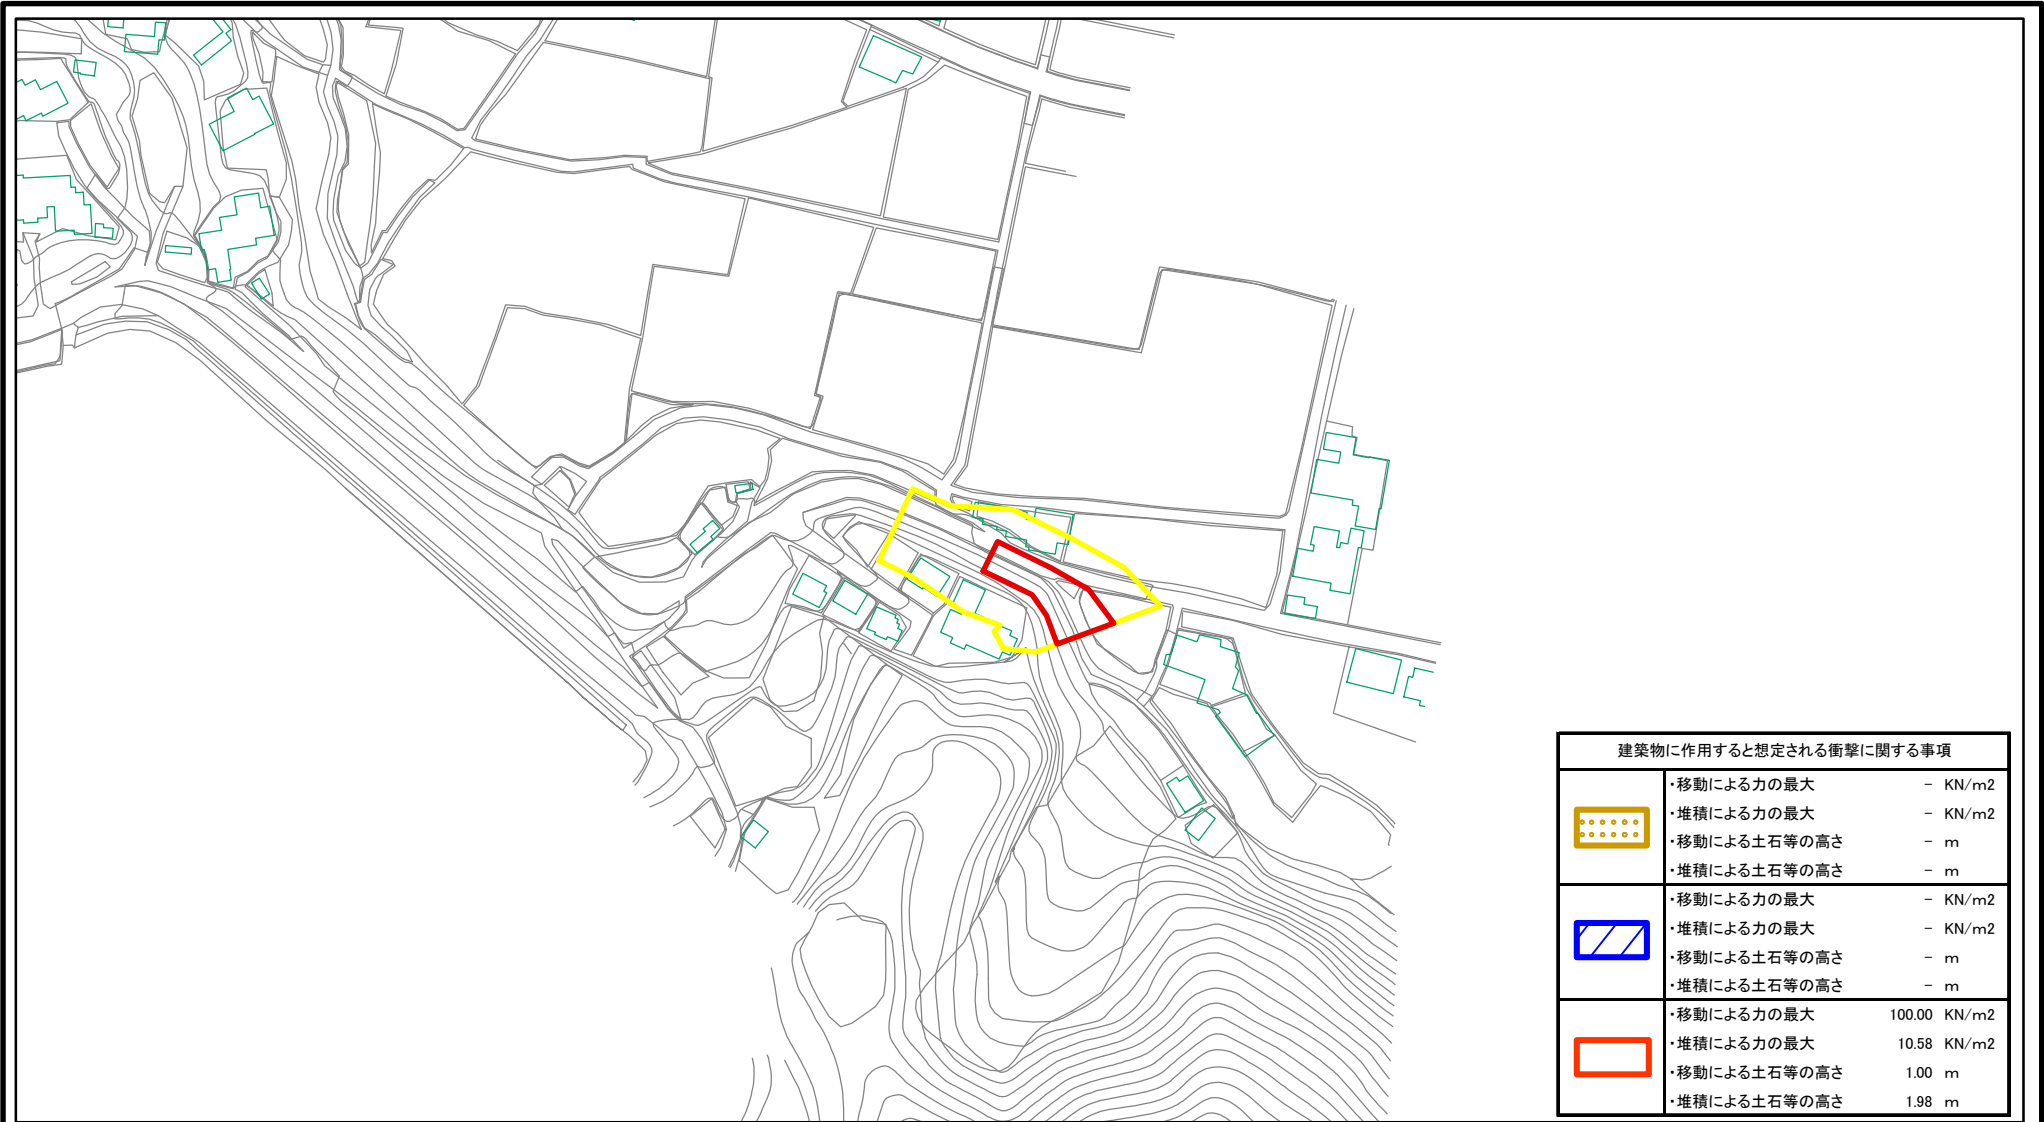 建築物に作用すると想定される衝撃に関する事項
・移動による力の最大 － KN/m2
・堆積による力の最大 － KN/m2
・移動による土石等の高さ － m
・堆積による土石等の高さ － m
・移動による力の最大 － KN/m2
・堆積による力の最大 － KN/m2
・移動による土石等の高さ － m
・堆積による土石等の高さ － m
・移動による力の最大 100.00 KN/m2
・堆積による力の最大 10.58 KN/m2
・移動による土石等の高さ 1.00 m
・堆積による土石等の高さ 1.98 m